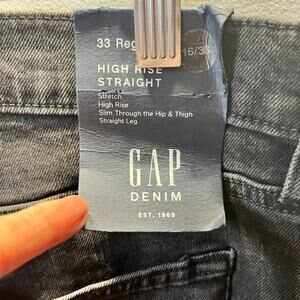 33 Reg
16/33
HIGH RISE
STRAIGHT
Stretch
High Rise
Slim Through the Hip & Thigh
Straight Leg
GAP
DENIM
EST. 1969